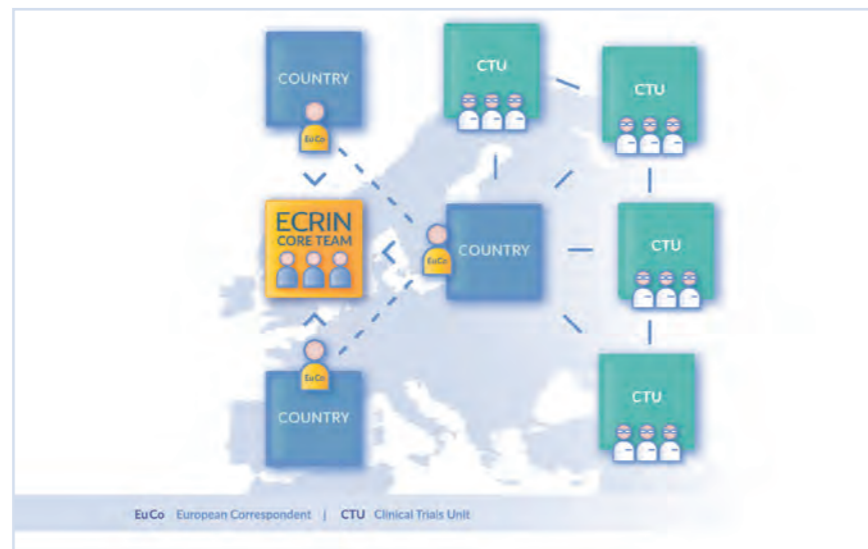 COUNTRY
EuCo
CTU
CTU
ECRIN
CORE TEAM
EuCo
COUNTRY
CTU
EuCo
COUNTRY
CTU
EuCo European Correspondent | CTU Clinical Trials Unit